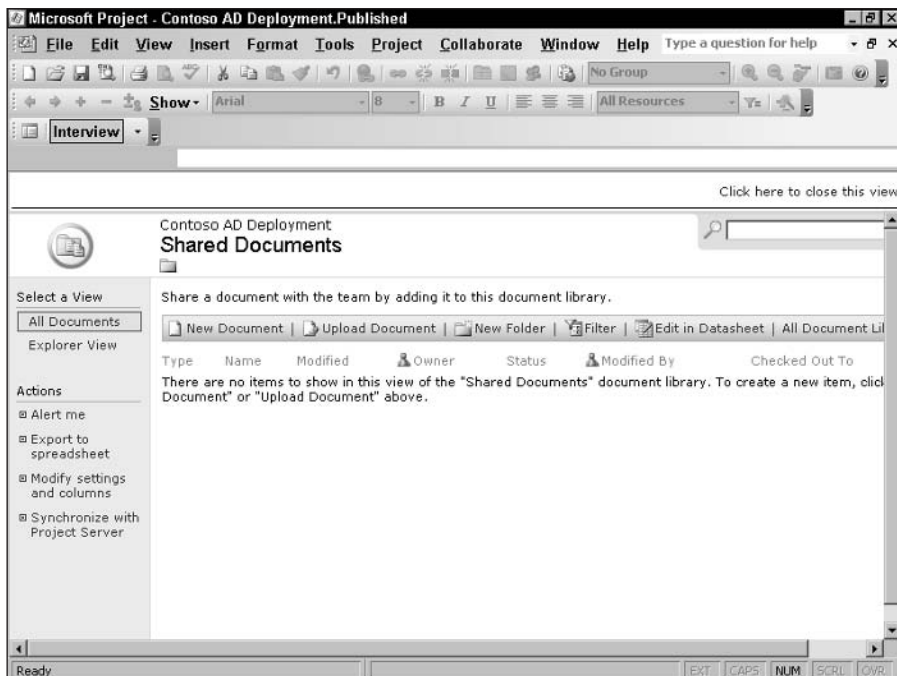 Microsoft Project - Contoso AD Deployment.Published
File Edit View Insert Format Tools Project Collaborate Window Help Type a question for help
No Group
Show Arial 8 B I U All Resources
Interview
Click here to close this view
Contoso AD Deployment
Shared Documents
Select a View
All Documents
Explorer View
Actions
Alert me
Export to
spreadsheet
Modify settings
and columns
Synchronize with
Project Server
Share a document with the team by adding it to this document library.
New Document | Upload Document | New Folder | Filter | Edit in Datasheet | All Document Li
Type Name Modified Owner Status Modified By Checked Out To
There are no items to show in this view of the "Shared Documents" document library. To create a new item, clic
Document" or "Upload Document" above.
Ready EXT CAPS NUM SCRL OVR